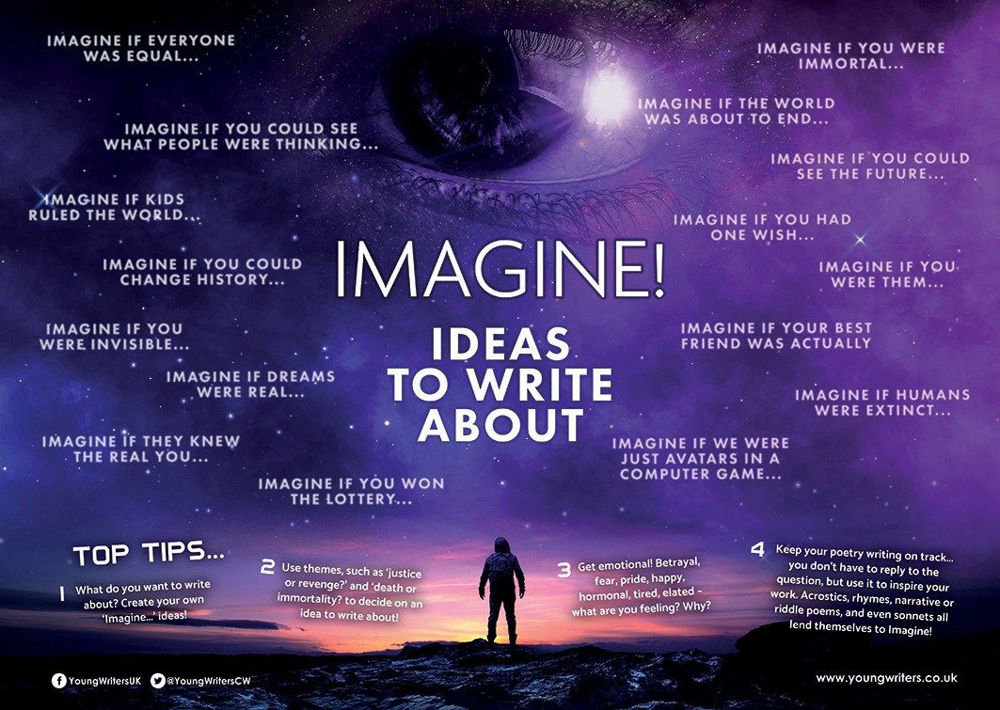 IMAGINE IF EVERYONE
WAS EQUAL...
IMAGINE IF YOU COULD SEE
WHAT PEOPLE WERE THINKING...
IMAGINE IF KIDS
RULED THE WORLD...
IMAGINE IF YOU COULD
CHANGE HISTORY...
IMAGINE IF YOU
WERE INVISIBLE...
IMAGINE IF DREAMS
WERE REAL...
IMAGINE IF THEY KNEW
THE REAL YOU...
IMAGINE IF YOU WON
THE LOTTERY...
IMAGINE!
IDEAS
TO WRITE
ABOUT
IMAGINE IF YOU WERE
IMMORTAL...
IMAGINE IF THE WORLD
WAS ABOUT TO END...
IMAGINE IF YOU COULD
SEE THE FUTURE...
IMAGINE IF YOU HAD
ONE WISH...
IMAGINE IF YOU
WERE THEM...
IMAGINE IF YOUR BEST
FRIEND WAS ACTUALLY
IMAGINE IF HUMANS
WERE EXTINCT...
IMAGINE IF WE WERE
JUST AVATARS IN A
COMPUTER GAME...
TOP TIPS...
1 What do you want to write
about? Create your own
'Imagine...' ideas!
2 Use themes, such as 'justice
or revenge?' and 'death or
immortality? to decide on an
idea to write about!
3 Get emotional! Betrayal,
fear, pride, happy,
hormonal, tired, elated –
what are you feeling? Why?
4 Keep your poetry writing on track...
you don't have to reply to the
question, but use it to inspire your
work. Acrostics, rhymes, narrative or
riddle poems, and even sonnets all
lend themselves to Imagine!
YoungWritersUK @YoungWritersCW
www.youngwriters.co.uk